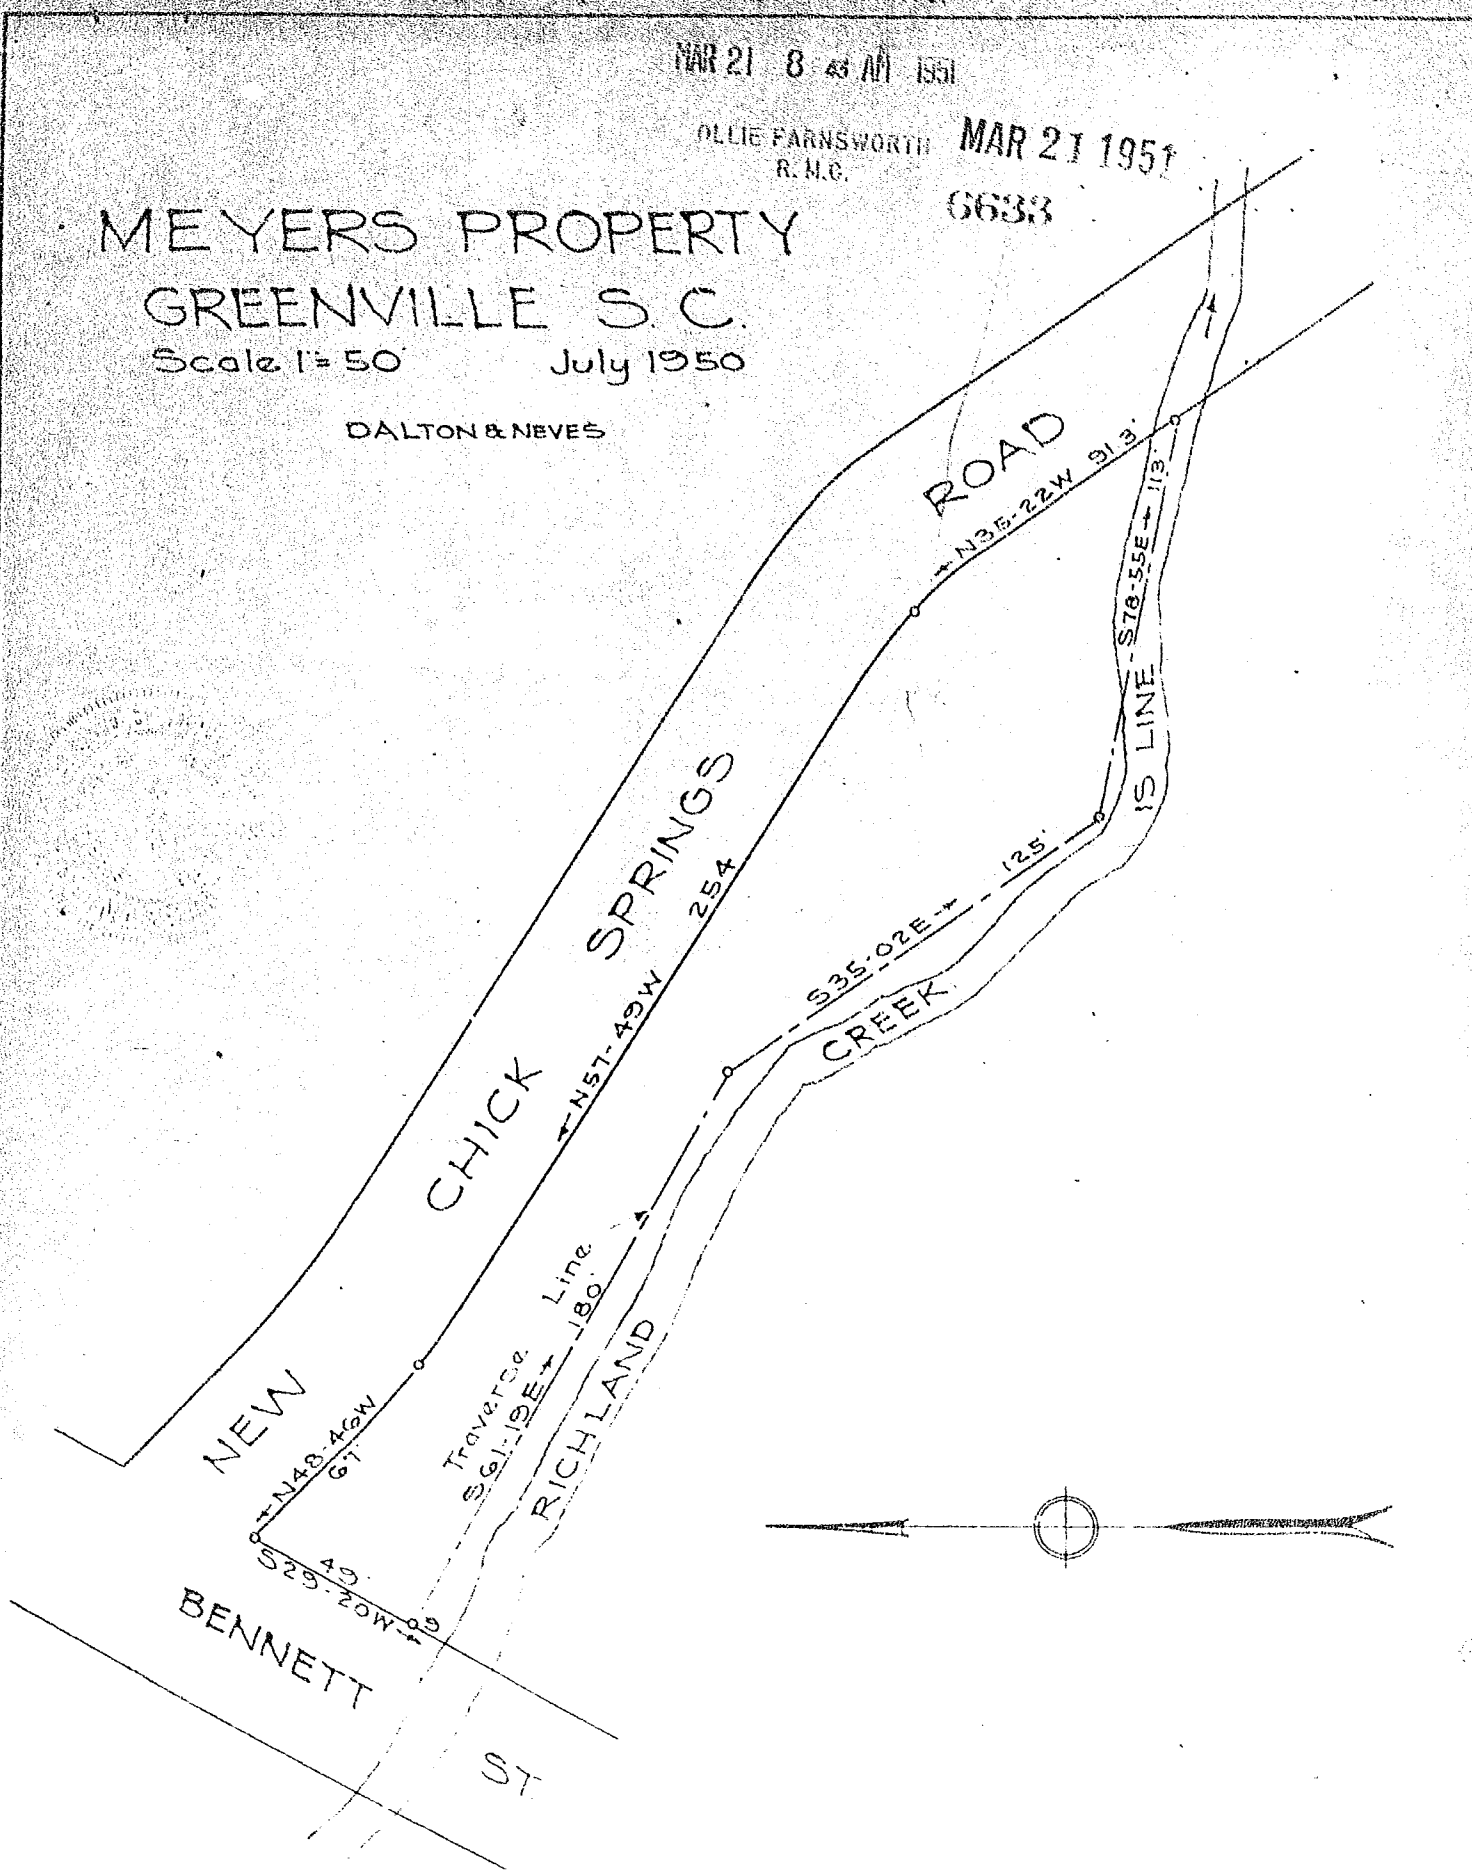 MAR 21 8 43 AM 1951
OLLIE FARNSWORTH
R. M. C.
MAR 21 1951
6633
MEYERS PROPERTY
GREENVILLE S. C.
Scale 1"= 50' July 1950
DALTON & NEVES
ROAD
N36-22W 91.3'
S78-55E 113'
IS LINE
SPRINGS
254
N57-49W
125'
S35-02E
CREEK
CHICK
Traverse Line
S61-19E 180'
RICHLAND
NEW
N48-46W
67'
49'
S29-20W
9
BENNETT
ST.